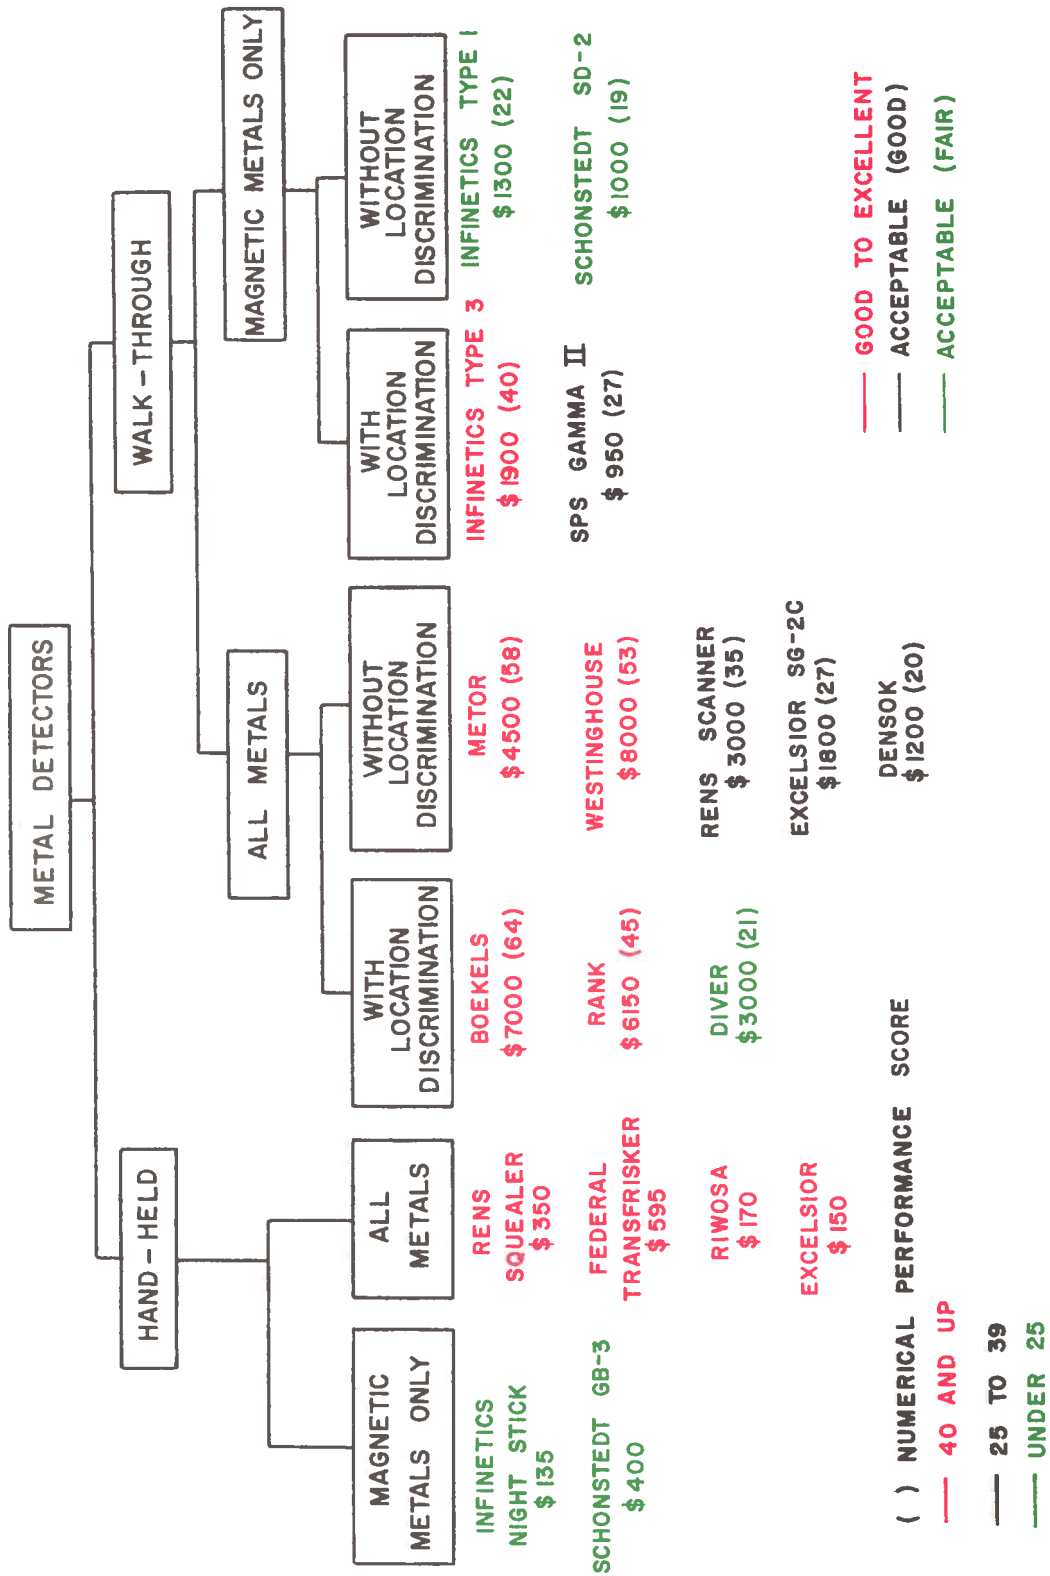 METAL DETECTORS
HAND-HELD
WALK-THROUGH
ALL METALS
MAGNETIC METALS ONLY
MAGNETIC
METALS ONLY
ALL
METALS
WITH
LOCATION
DISCRIMINATION
WITHOUT
LOCATION
DISCRIMINATION
WITH
LOCATION
DISCRIMINATION
WITHOUT
LOCATION
DISCRIMINATION
INFINETICS
NIGHT STICK
$135
SCHONSTEDT GB-3
$400
RENS
SQUEALER
$350
FEDERAL
TRANSFRISKER
$595
RIWOSA
$170
EXCELSIOR
$150
BOEKELS
$7000 (64)
RANK
$6150 (45)
DIVER
$3000 (21)
METOR
$4500 (58)
WESTINGHOUSE
$8000 (53)
RENS SCANNER
$3000 (35)
EXCELSIOR SG-2C
$1800 (27)
DENSOK
$1200 (20)
INFINETICS TYPE 3
$1900 (40)
SPS GAMMA II
$950 (27)
INFINETICS TYPE 1
$1300 (22)
SCHONSTEDT SD-2
$1000 (19)
( ) NUMERICAL PERFORMANCE SCORE
40 AND UP
25 TO 39
UNDER 25
GOOD TO EXCELLENT
ACCEPTABLE (GOOD)
ACCEPTABLE (FAIR)